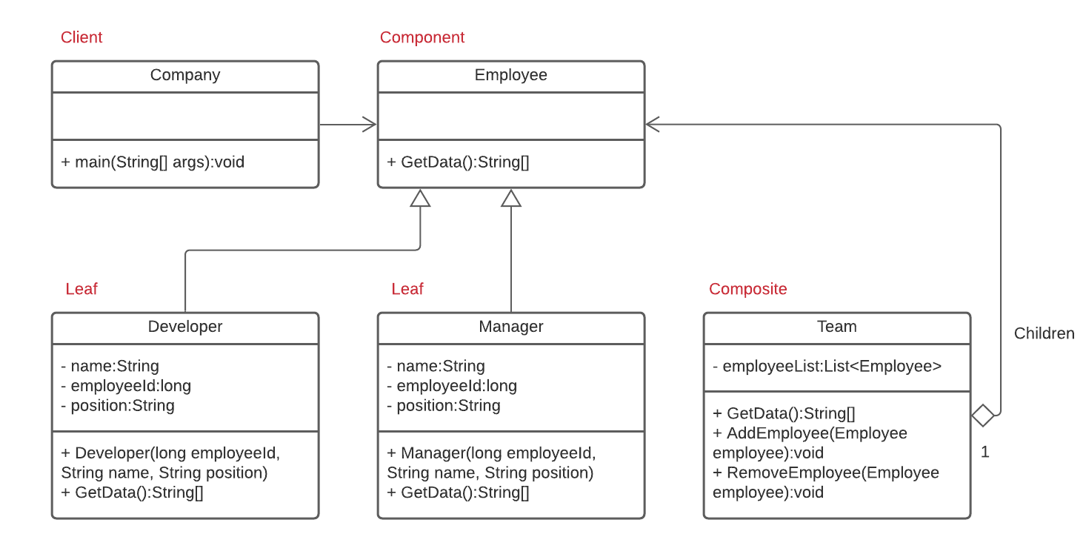 Client
Company
+ main(String[] args):void
Component
Employee
+ GetData():String[]
Leaf
Developer
- name:String
- employeeId:long
- position:String
+ Developer(long employeeId,
String name, String position)
+ GetData():String[]
Leaf
Manager
- name:String
- employeeId:long
- position:String
+ Manager(long employeeId,
String name, String position)
+ GetData():String[]
Composite
Team
- employeeList:List<Employee>
+ GetData():String[]
+ AddEmployee(Employee
employee):void
+ RemoveEmployee(Employee
employee):void
Children
1